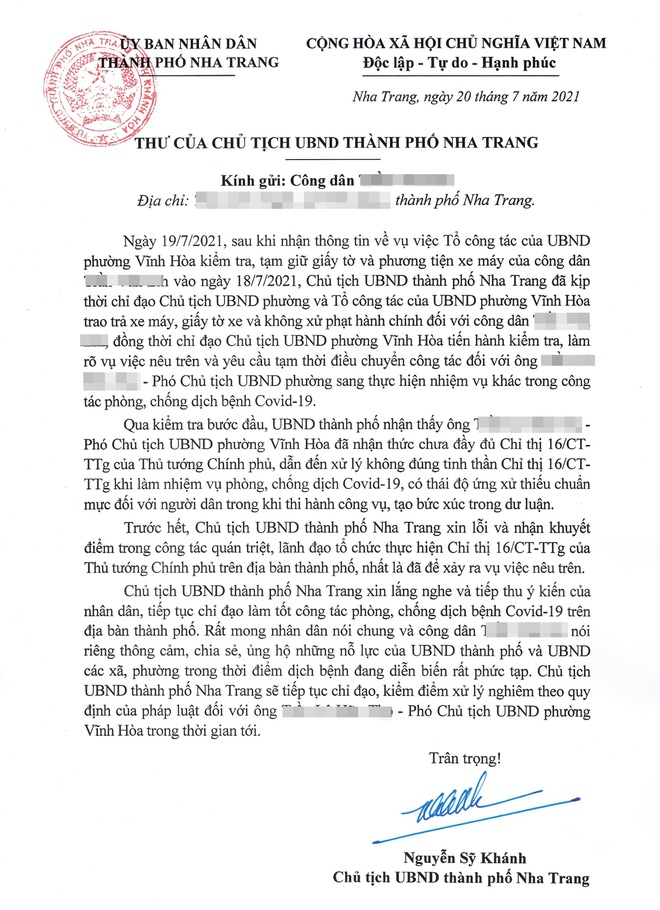 ỦY BAN NHÂN DÂN
THÀNH PHỐ NHA TRANG
CỘNG HÒA XÃ HỘI CHỦ NGHĨA VIỆT NAM
Độc lập - Tự do - Hạnh phúc
Nha Trang, ngày 20 tháng 7 năm 2021
THƯ CỦA CHỦ TỊCH UBND THÀNH PHỐ NHA TRANG
Kính gửi: Công dân
Địa chỉ: thành phố Nha Trang.
Ngày 19/7/2021, sau khi nhận thông tin về vụ việc Tổ công tác của UBND
phường Vĩnh Hòa kiểm tra, tạm giữ giấy tờ và phương tiện xe máy của công dân
vào ngày 18/7/2021, Chủ tịch UBND thành phố Nha Trang đã kịp
thời chỉ đạo Chủ tịch UBND phường và Tổ công tác của UBND phường Vĩnh Hòa
trao trả xe máy, giấy tờ xe và không xử phạt hành chính đối với công dân
, đồng thời chỉ đạo Chủ tịch UBND phường Vĩnh Hòa tiến hành kiểm tra, làm
rõ vụ việc nêu trên và yêu cầu tạm thời điều chuyển công tác đối với ông
- Phó Chủ tịch UBND phường sang thực hiện nhiệm vụ khác trong công
tác phòng, chống dịch bệnh Covid-19.
Qua kiểm tra bước đầu, UBND thành phố nhận thấy ông -
Phó Chủ tịch UBND phường Vĩnh Hòa đã nhận thức chưa đầy đủ Chỉ thị 16/CT-
TTg của Thủ tướng Chính phủ, dẫn đến xử lý không đúng tinh thần Chỉ thị 16/CT-
TTg khi làm nhiệm vụ phòng, chống dịch Covid-19, có thái độ ứng xử thiếu chuẩn
mực đối với người dân trong khi thi hành công vụ, tạo bức xúc trong dư luận.
Trước hết, Chủ tịch UBND thành phố Nha Trang xin lỗi và nhận khuyết
điểm trong công tác quán triệt, lãnh đạo tổ chức thực hiện Chỉ thị 16/CT-TTg của
Thủ tướng Chính phủ trên địa bàn thành phố, nhất là đã để xảy ra vụ việc nêu trên.
Chủ tịch UBND thành phố Nha Trang xin lắng nghe và tiếp thu ý kiến của
nhân dân, tiếp tục chỉ đạo làm tốt công tác phòng, chống dịch bệnh Covid-19 trên
địa bàn thành phố. Rất mong nhân dân nói chung và công dân nói
riêng thông cảm, chia sẻ, ủng hộ những nỗ lực của UBND thành phố và UBND
các xã, phường trong thời điểm dịch bệnh đang diễn biến rất phức tạp. Chủ tịch
UBND thành phố Nha Trang sẽ tiếp tục chỉ đạo, kiểm điểm xử lý nghiêm theo quy
định của pháp luật đối với ông - Phó Chủ tịch UBND phường
Vĩnh Hòa trong thời gian tới.
Trân trọng!
Nguyễn Sỹ Khánh
Chủ tịch UBND thành phố Nha Trang